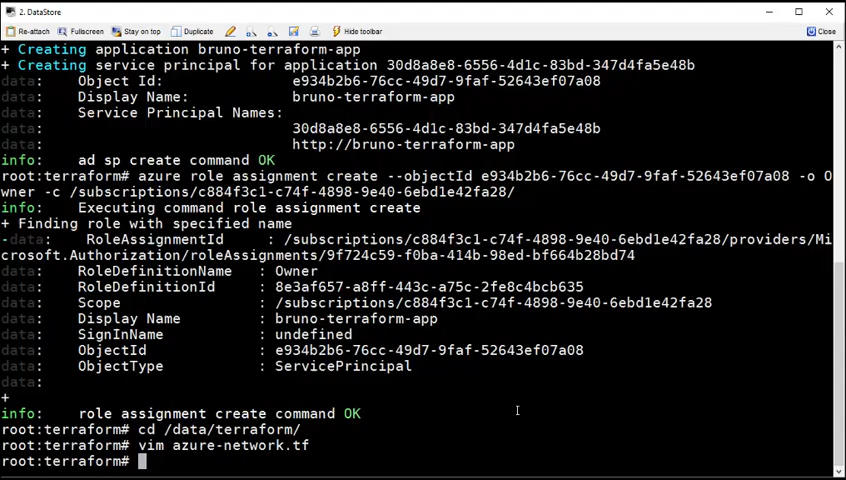 2. DataStore
Re-attach Fullscreen Stay on top Duplicate Hide toolbar Close
+ Creating application bruno-terraform-app
+ Creating service principal for application 30d8a8e8-6556-4d1c-83bd-347d4fa5e48b
data:    Object Id:               e934b2b6-76cc-49d7-9faf-52643ef07a08
data:    Display Name:            bruno-terraform-app
data:    Service Principal Names:
data:                             30d8a8e8-6556-4d1c-83bd-347d4fa5e48b
data:                             http://bruno-terraform-app
info:    ad sp create command OK
root:terraform# azure role assignment create --objectId e934b2b6-76cc-49d7-9faf-52643ef07a08 -o O
wner -c /subscriptions/c884f3c1-c74f-4898-9e40-6ebd1e42fa28/
info:    Executing command role assignment create
+ Finding role with specified name
-data:    RoleAssignmentId     : /subscriptions/c884f3c1-c74f-4898-9e40-6ebd1e42fa28/providers/Mi
crosoft.Authorization/roleAssignments/9f724c59-f0ba-414b-98ed-bf664b28bd74
data:    RoleDefinitionName   : Owner
data:    RoleDefinitionId     : 8e3af657-a8ff-443c-a75c-2fe8c4bcb635
data:    Scope                : /subscriptions/c884f3c1-c74f-4898-9e40-6ebd1e42fa28
data:    Display Name         : bruno-terraform-app
data:    SignInName           : undefined
data:    ObjectId             : e934b2b6-76cc-49d7-9faf-52643ef07a08
data:    ObjectType           : ServicePrincipal
data:
+
info:    role assignment create command OK
root:terraform# cd /data/terraform/
root:terraform# vim azure-network.tf
root:terraform#